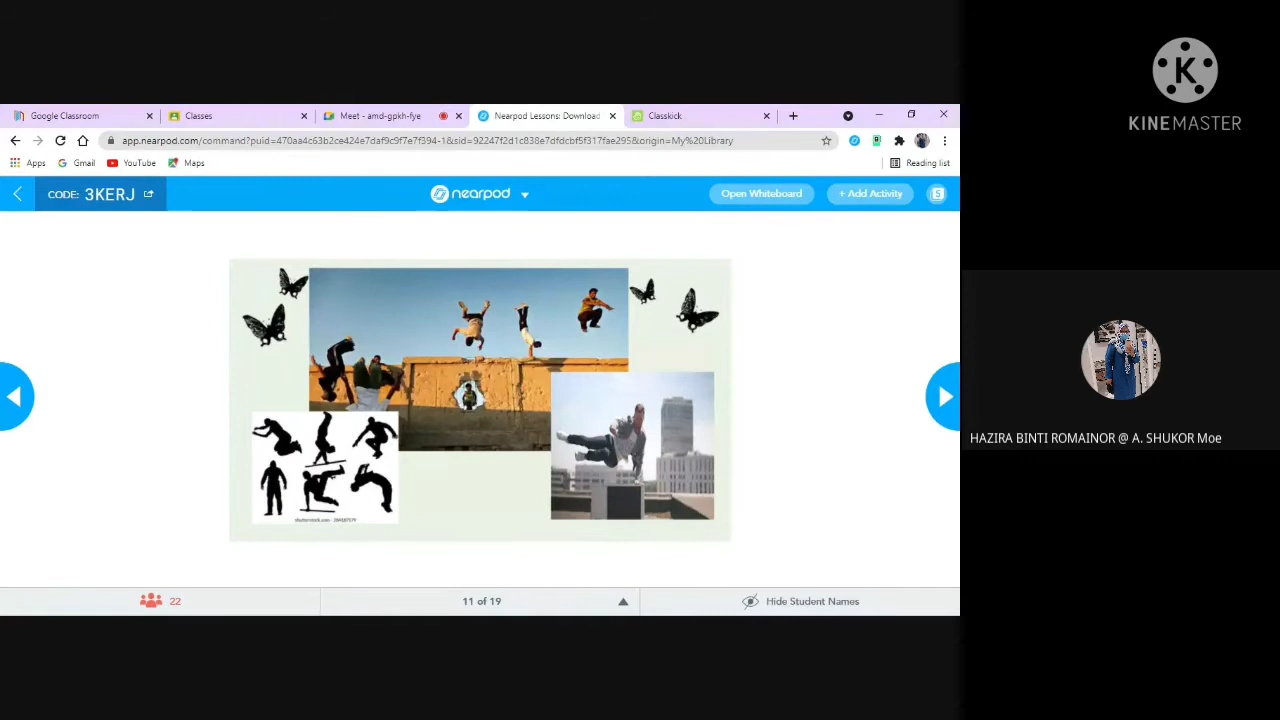 KINEMASTER
Google Classroom
Classes
Meet - amd-gpkh-fye
Nearpod Lessons: Download
Classkick
app.nearpod.com/command?puid=470aa4c63b2ce424e7daf9c9f7e7f394-1&sid=92247f2d1c838e7dfdcbf5f317fae295&origin=My%20Library
Apps
Gmail
YouTube
Maps
Reading list
CODE: 3KERJ
nearpod
Open Whiteboard
+ Add Activity
HAZIRA BINTI ROMAINOR @ A. SHUKOR Moe
22
11 of 19
Hide Student Names